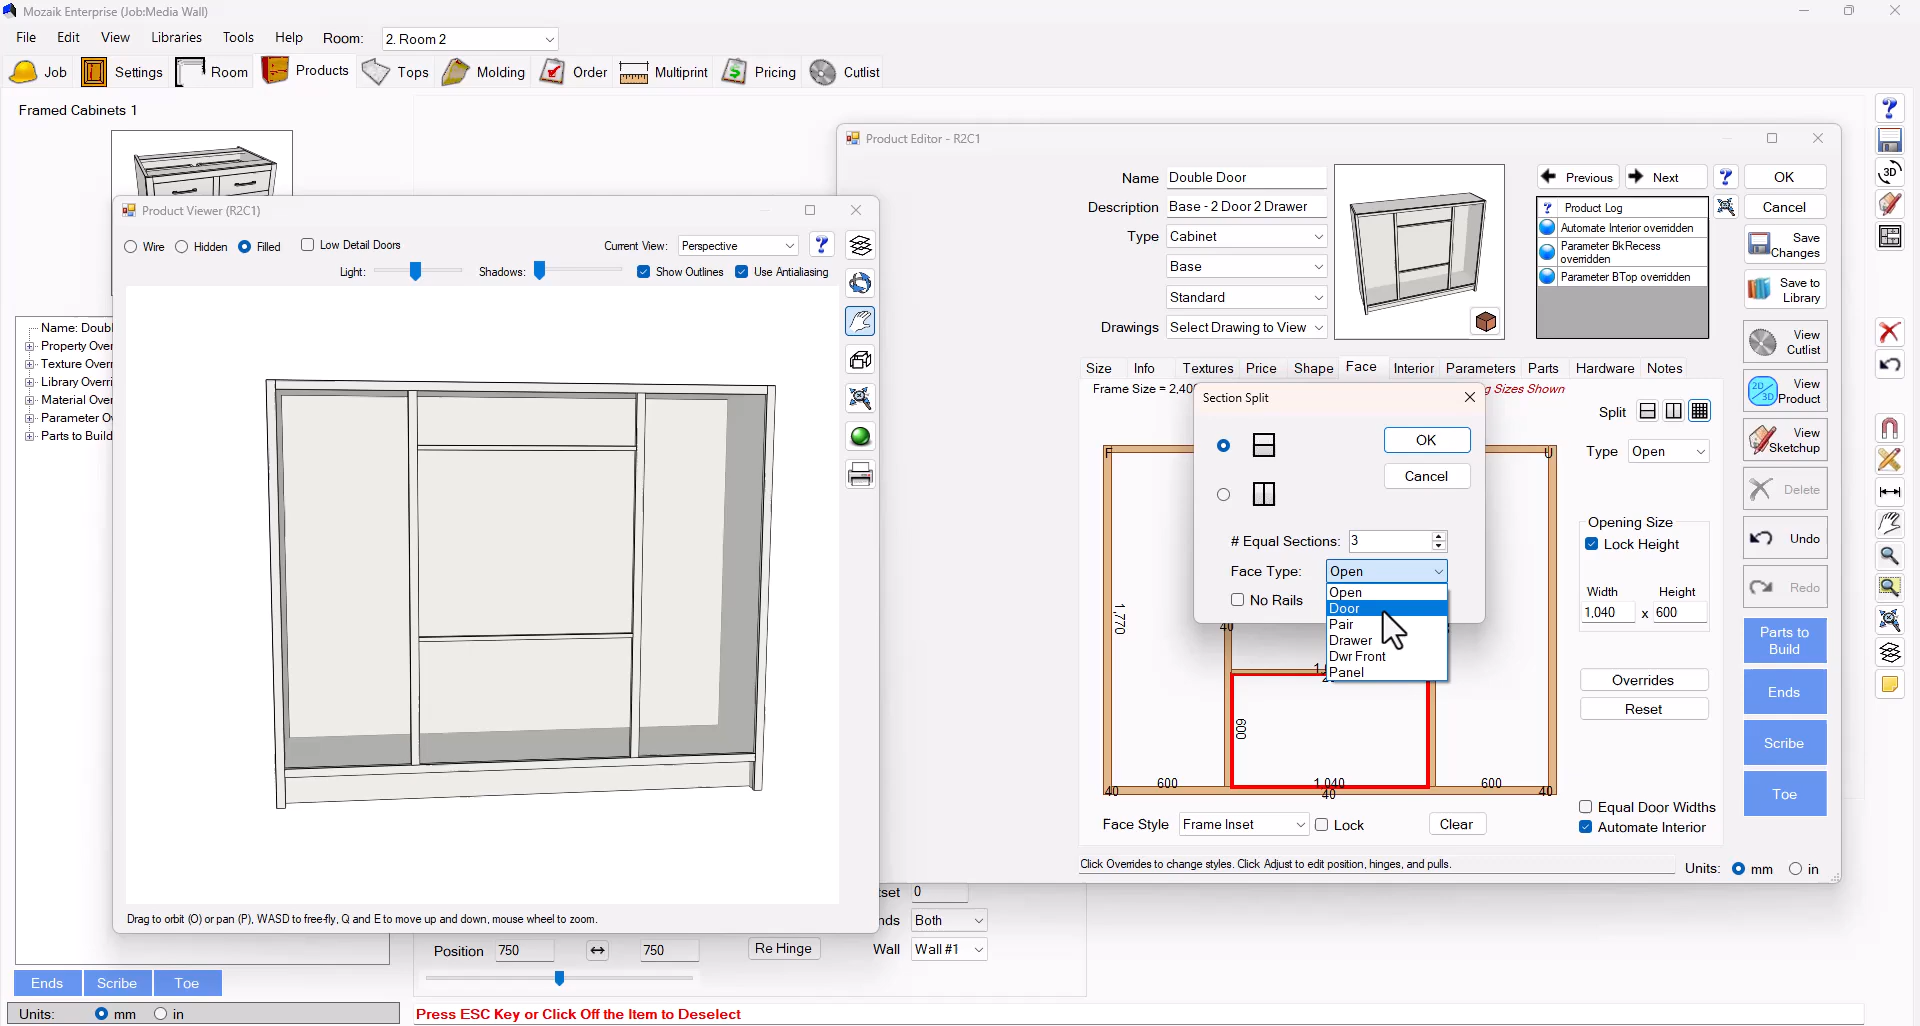 Mozaik Enterprise (Job:Media Wall)
File Edit View Libraries Tools Help Room: 2. Room 2
Job Settings Room Products Tops Molding Order Multiprint Pricing Cutlist
Framed Cabinets 1
Name: Doubl
Property Over
Texture Overr
Library Overri
Material Over
Parameter O
Parts to Build
Ends Scribe Toe
Units: mm in
Product Viewer (R2C1)
Wire Hidden Filled Low Detail Doors Current View: Perspective
Light: Shadows: Show Outlines Use Antialiasing
Drag to orbit (O) or pan (P), WASD to free-fly, Q and E to move up and down, mouse wheel to zoom.
Position 750 750 Re Hinge
set 0
nds Both
Wall Wall #1
Press ESC Key or Click Off the Item to Deselect
Product Editor - R2C1
Name Double Door
Description Base - 2 Door 2 Drawer
Type Cabinet
Base
Standard
Drawings Select Drawing to View
Previous Next
Product Log
Automate Interior overridden
Parameter BkRecess overridden
Parameter BTop overridden
OK
Cancel
Save Changes
Save to Library
View Cutlist
2D/3D View Product
View Sketchup
Delete
Undo
Redo
Parts to Build
Ends
Scribe
Toe
Size Info Textures Price Shape Face Interior Parameters Parts Hardware Notes
Frame Size = 2,40
g Sizes Shown
Split
Type Open
Opening Size
Lock Height
Width Height
1,040 x 600
Overrides
Reset
Equal Door Widths
Automate Interior
Section Split
OK
Cancel
# Equal Sections: 3
Face Type: Open
No Rails
Open
Door
Pair
Drawer
Dwr Front
Panel
F U
1,770
40
600
600 1,040 600
40 40 40
Face Style Frame Inset Lock Clear
Click Overrides to change styles. Click Adjust to edit position, hinges, and pulls.
Units: mm in
3D